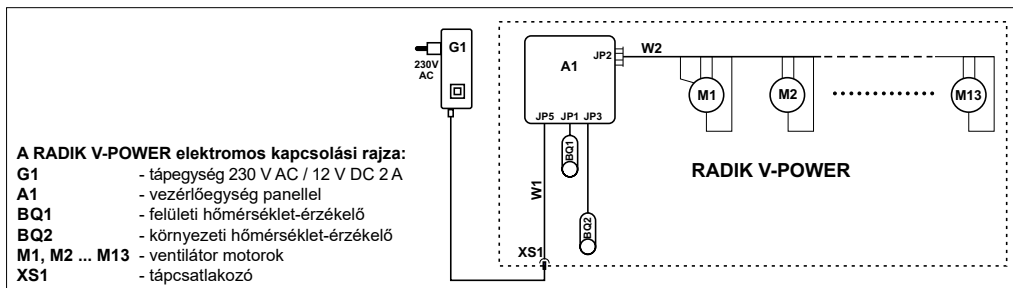 G1
230V
AC
A1
JP2
W2
M1
M2
M13
JP5 JP1 JP3
BQ1
RADIK V-POWER
W1
BQ2
XS1
A RADIK V-POWER elektromos kapcsolási rajza:
G1 - tápegység 230 V AC / 12 V DC 2 A
A1 - vezérlőegység panellel
BQ1 - felületi hőmérséklet-érzékelő
BQ2 - környezeti hőmérséklet-érzékelő
M1, M2 ... M13 - ventilátor motorok
XS1 - tápcsatlakozó